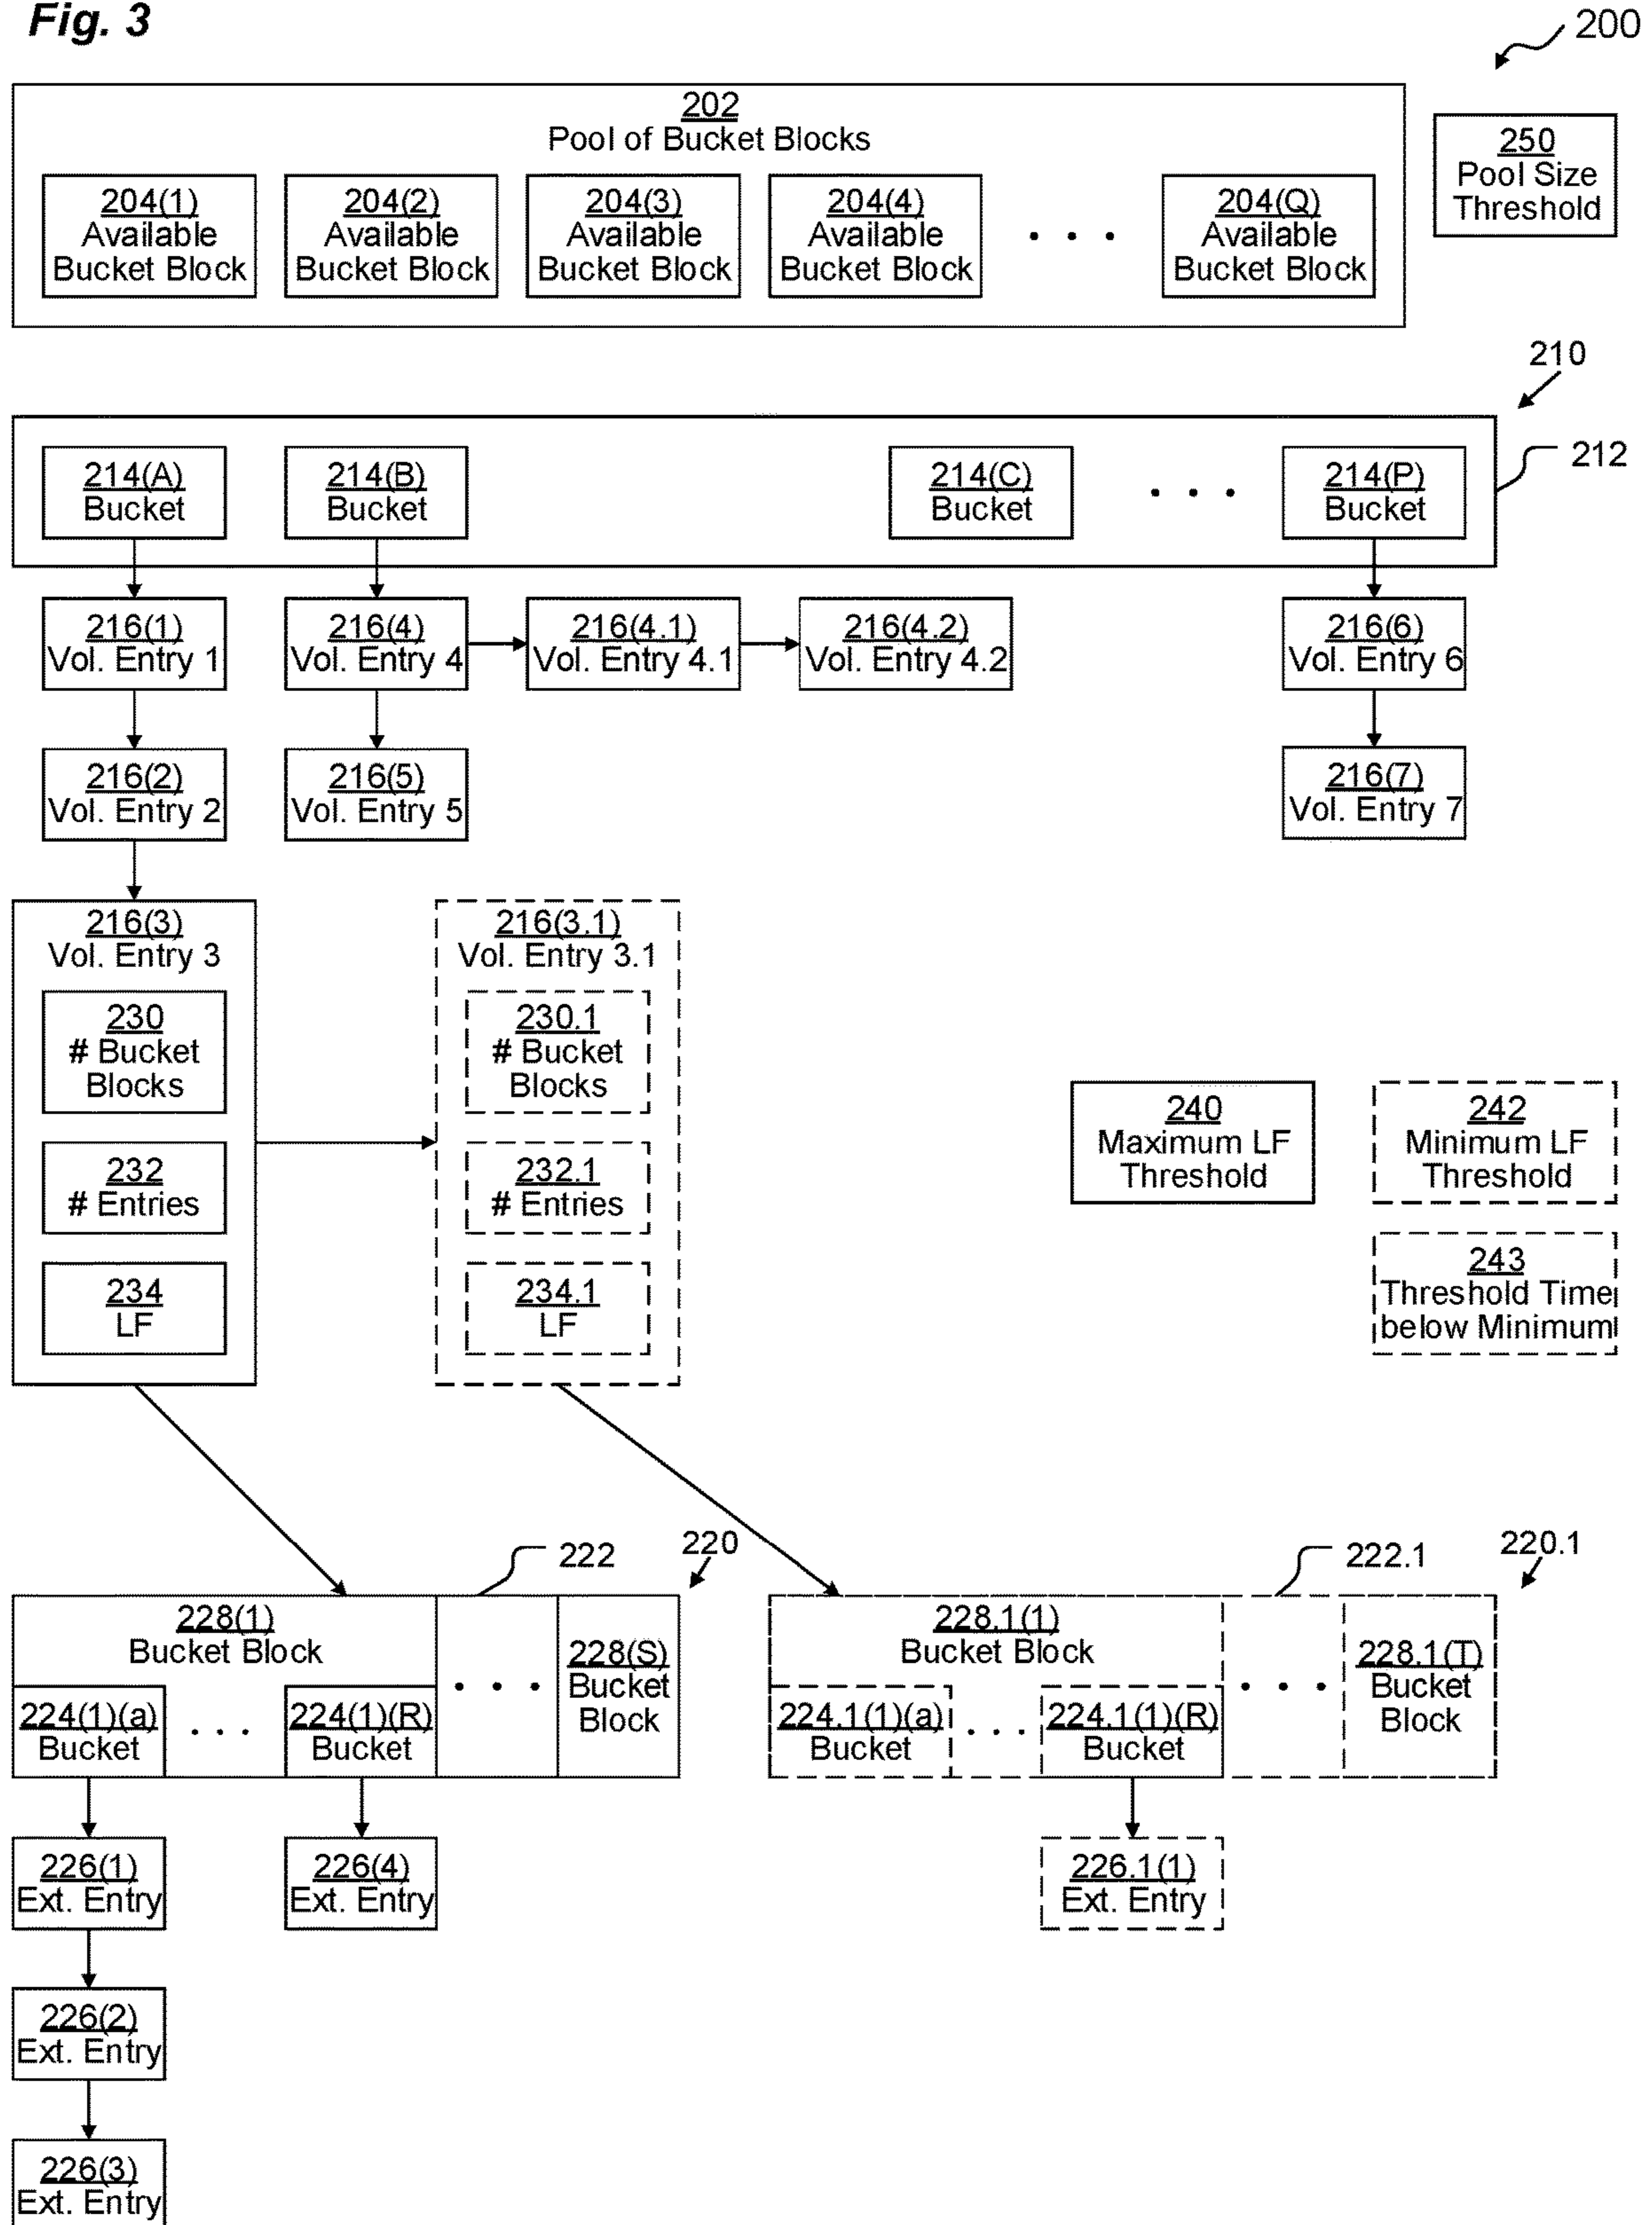 Fig. 3
200
202
Pool of Bucket Blocks
204(1)
Available
Bucket Block
204(2)
Available
Bucket Block
204(3)
Available
Bucket Block
204(4)
Available
Bucket Block
. . .
204(Q)
Available
Bucket Block
250
Pool Size
Threshold
210
212
214(A)
Bucket
214(B)
Bucket
214(C)
Bucket
. . .
214(P)
Bucket
216(1)
Vol. Entry 1
216(4)
Vol. Entry 4
216(4.1)
Vol. Entry 4.1
216(4.2)
Vol. Entry 4.2
216(6)
Vol. Entry 6
216(2)
Vol. Entry 2
216(5)
Vol. Entry 5
216(7)
Vol. Entry 7
216(3)
Vol. Entry 3
230
# Bucket
Blocks
232
# Entries
234
LF
216(3.1)
Vol. Entry 3.1
230.1
# Bucket
Blocks
232.1
# Entries
234.1
LF
240
Maximum LF
Threshold
242
Minimum LF
Threshold
243
Threshold Time
below Minimum
222
220
222.1
220.1
228(1)
Bucket Block
224(1)(a)
Bucket
. . .
224(1)(R)
Bucket
. . .
228(S)
Bucket
Block
228.1(1)
Bucket Block
224.1(1)(a)
Bucket
. . .
224.1(1)(R)
Bucket
. . .
228.1(T)
Bucket
Block
226(1)
Ext. Entry
226(4)
Ext. Entry
226.1(1)
Ext. Entry
226(2)
Ext. Entry
226(3)
Ext. Entry